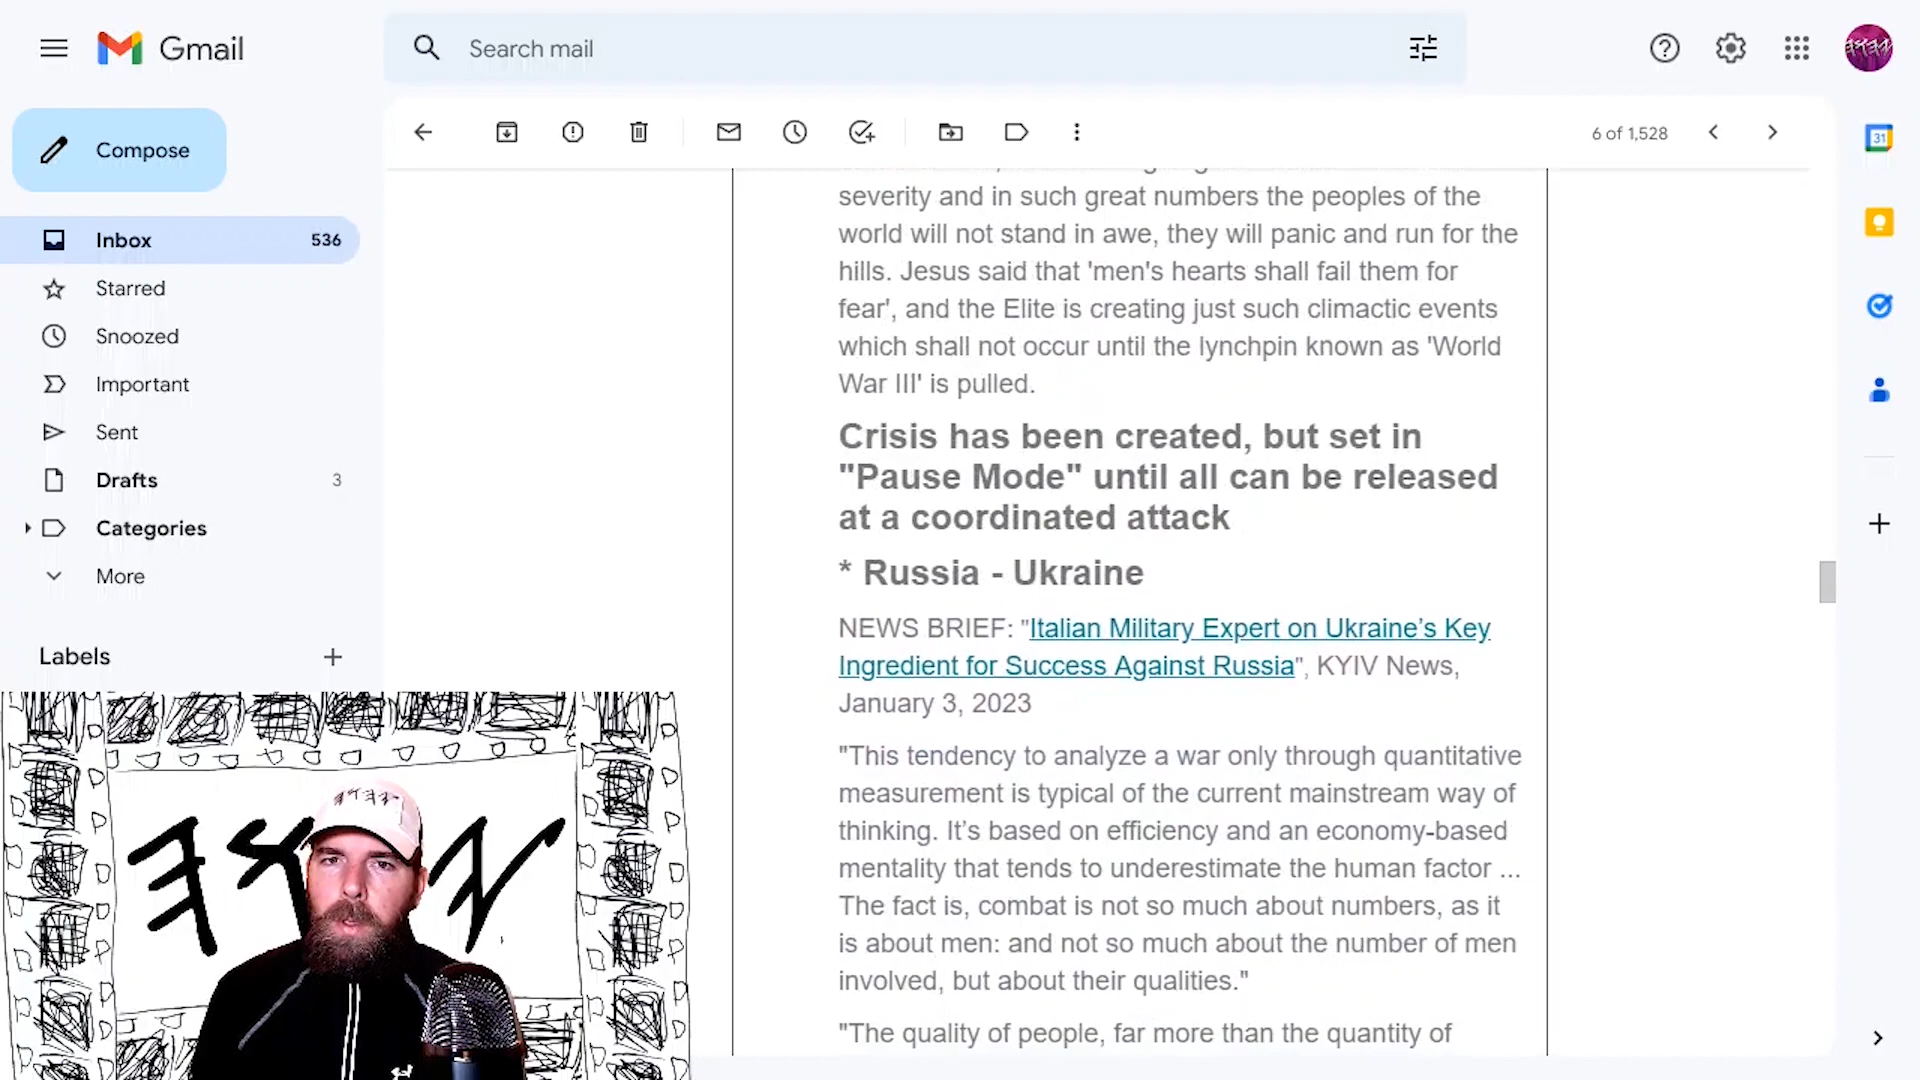 Gmail
Search mail
Compose
6 of 1,528
31
Inbox 536
Starred
Snoozed
Important
Sent
Drafts 3
Categories
More
Labels
severity and in such great numbers the peoples of the
world will not stand in awe, they will panic and run for the
hills. Jesus said that 'men's hearts shall fail them for
fear', and the Elite is creating just such climactic events
which shall not occur until the lynchpin known as 'World
War III' is pulled.
Crisis has been created, but set in
"Pause Mode" until all can be released
at a coordinated attack
* Russia - Ukraine
NEWS BRIEF: "Italian Military Expert on Ukraine’s Key
Ingredient for Success Against Russia", KYIV News,
January 3, 2023
"This tendency to analyze a war only through quantitative
measurement is typical of the current mainstream way of
thinking. It’s based on efficiency and an economy-based
mentality that tends to underestimate the human factor ...
The fact is, combat is not so much about numbers, as it
is about men: and not so much about the number of men
involved, but about their qualities."
"The quality of people, far more than the quantity of